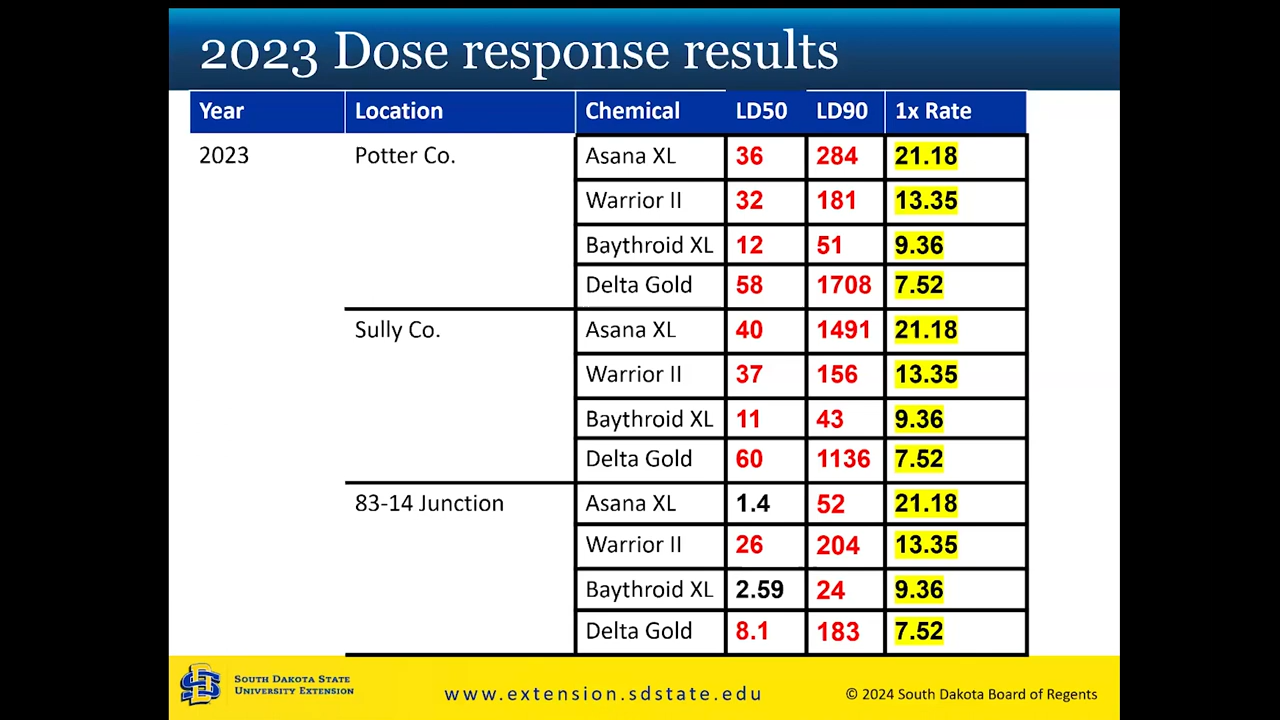 2023 Dose response results
Year Location Chemical LD50 LD90 1x Rate
2023 Potter Co. Asana XL 36 284 21.18
Warrior II 32 181 13.35
Baythroid XL 12 51 9.36
Delta Gold 58 1708 7.52
Sully Co. Asana XL 40 1491 21.18
Warrior II 37 156 13.35
Baythroid XL 11 43 9.36
Delta Gold 60 1136 7.52
83-14 Junction Asana XL 1.4 52 21.18
Warrior II 26 204 13.35
Baythroid XL 2.59 24 9.36
Delta Gold 8.1 183 7.52
SOUTH DAKOTA STATE
UNIVERSITY EXTENSION
www.extension.sdstate.edu
© 2024 South Dakota Board of Regents